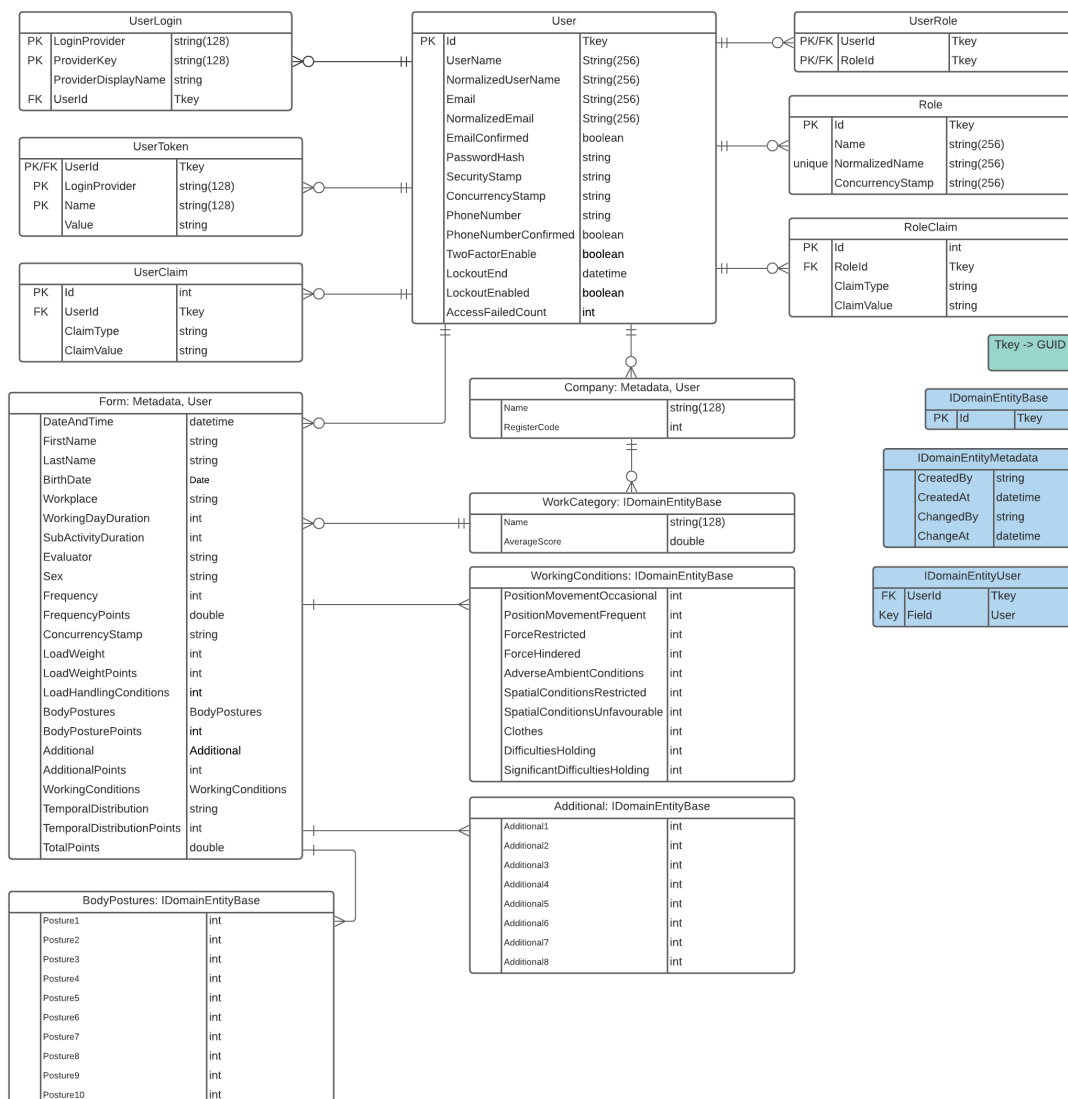 UserLogin
PK LoginProvider string(128)
PK ProviderKey string(128)
ProviderDisplayName string
FK UserId Tkey
User
PK Id Tkey
UserName String(256)
NormalizedUserName String(256)
Email String(256)
NormalizedEmail String(256)
EmailConfirmed boolean
PasswordHash string
SecurityStamp string
ConcurrencyStamp string
PhoneNumber string
PhoneNumberConfirmed boolean
TwoFactorEnable boolean
LockoutEnd datetime
LockoutEnabled boolean
AccessFailedCount int
UserRole
PK/FK UserId Tkey
PK/FK RoleId Tkey
Role
PK Id Tkey
Name string(256)
unique NormalizedName string(256)
ConcurrencyStamp string(256)
UserToken
PK/FK UserId Tkey
PK LoginProvider string(128)
PK Name string(128)
Value string
RoleClaim
PK Id int
FK RoleId Tkey
ClaimType string
ClaimValue string
UserClaim
PK Id int
FK UserId Tkey
ClaimType string
ClaimValue string
Tkey -> GUID
Form: Metadata, User
DateAndTime datetime
FirstName string
LastName string
BirthDate Date
Workplace string
WorkingDayDuration int
SubActivityDuration int
Evaluator string
Sex string
Frequency int
FrequencyPoints double
ConcurrencyStamp string
LoadWeight int
LoadWeightPoints int
LoadHandlingConditions int
BodyPostures BodyPostures
BodyPosturePoints int
Additional Additional
AdditionalPoints int
WorkingConditions WorkingConditions
TemporalDistribution string
TemporalDistributionPoints int
TotalPoints double
Company: Metadata, User
Name string(128)
RegisterCode int
WorkCategory: IDomainEntityBase
Name string(128)
AverageScore double
WorkingConditions: IDomainEntityBase
PositionMovementOccasional int
PositionMovementFrequent int
ForceRestricted int
ForceHindered int
AdverseAmbientConditions int
SpatialConditionsRestricted int
SpatialConditionsUnfavourable int
Clothes int
DifficultiesHolding int
SignificantDifficultiesHolding int
Additional: IDomainEntityBase
Additional1 int
Additional2 int
Additional3 int
Additional4 int
Additional5 int
Additional6 int
Additional7 int
Additional8 int
IDomainEntityBase
PK Id Tkey
IDomainEntityMetadata
CreatedBy string
CreatedAt datetime
ChangedBy string
ChangeAt datetime
IDomainEntityUser
FK UserId Tkey
Key Field User
BodyPostures: IDomainEntityBase
Posture1 int
Posture2 int
Posture3 int
Posture4 int
Posture5 int
Posture6 int
Posture7 int
Posture8 int
Posture9 int
Posture10 int